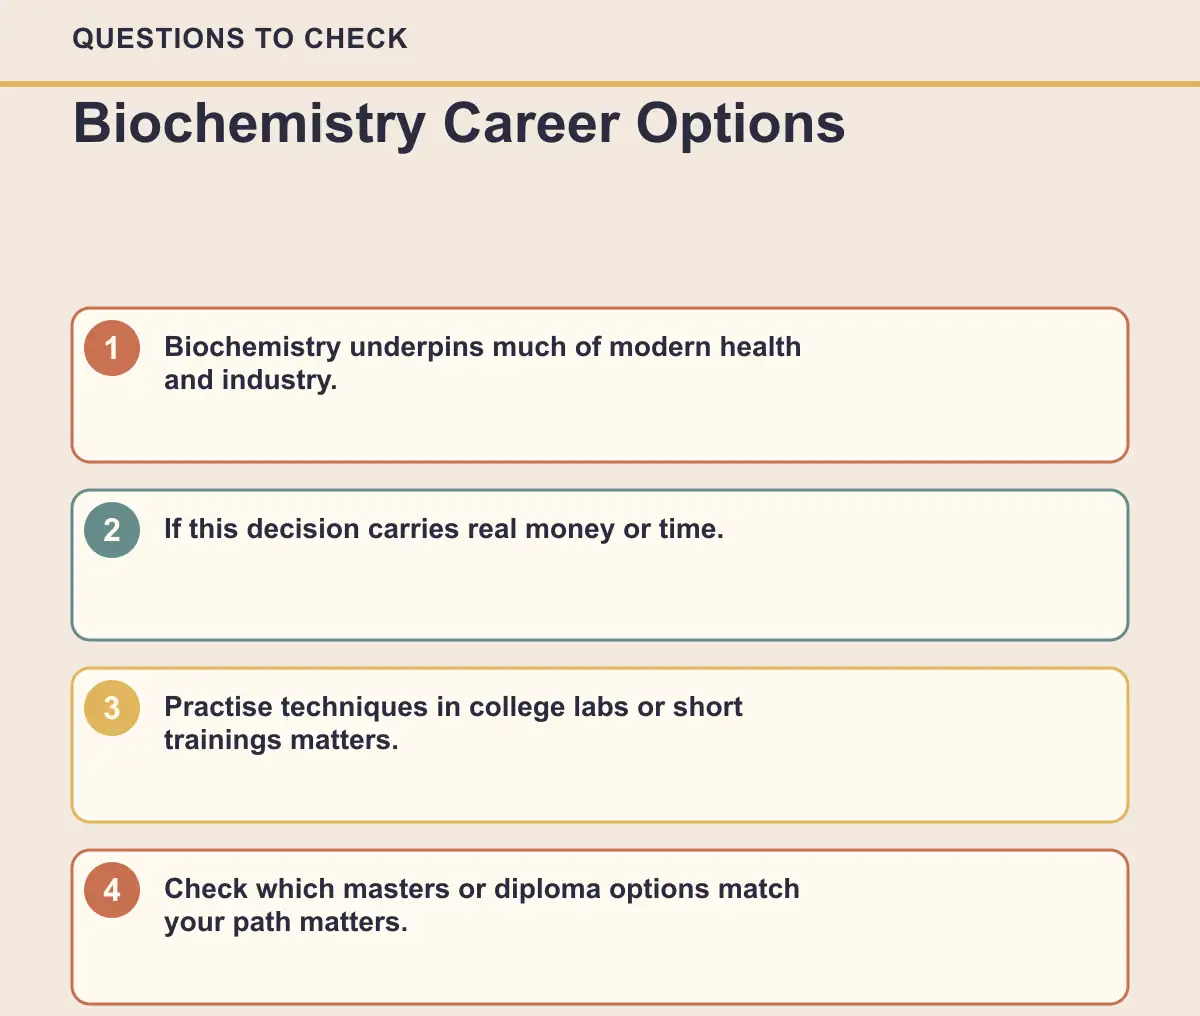 QUESTIONS TO CHECK
Biochemistry Career Options
1
Biochemistry underpins much of modern health
and industry.
2
If this decision carries real money or time.
3
Practise techniques in college labs or short
trainings matters.
4
Check which masters or diploma options match
your path matters.